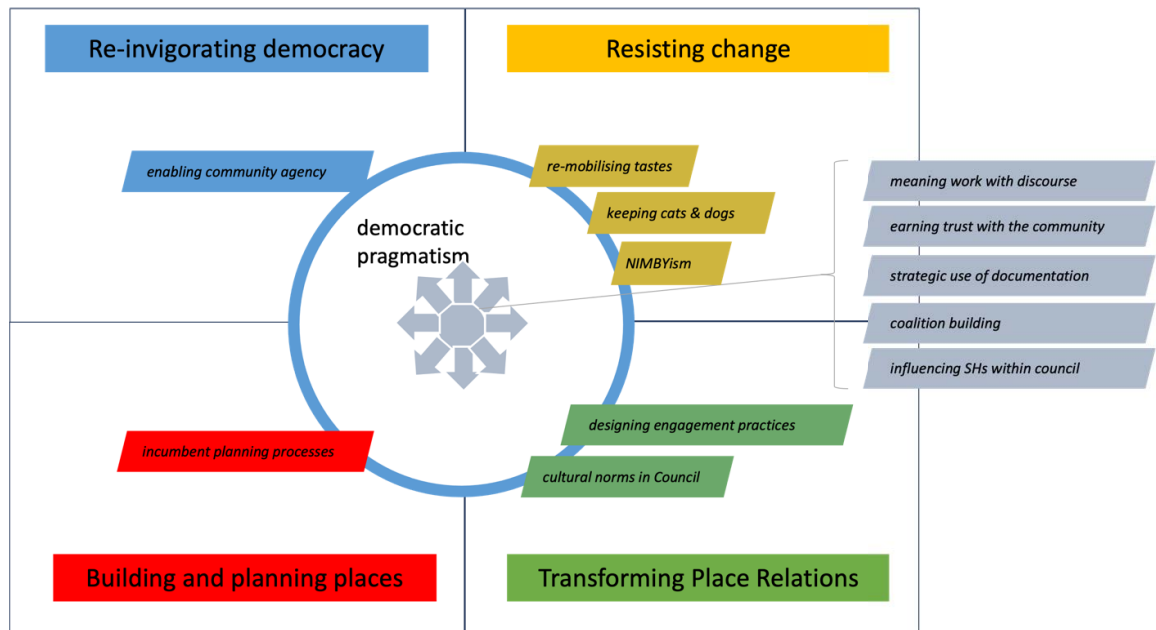 Re-invigorating democracy
Resisting change
enabling community agency
re-mobilising tastes
keeping cats & dogs
NIMBYism
democratic
pragmatism
meaning work with discourse
earning trust with the community
strategic use of documentation
coalition building
influencing SHs within council
incumbent planning processes
designing engagement practices
cultural norms in Council
Building and planning places
Transforming Place Relations